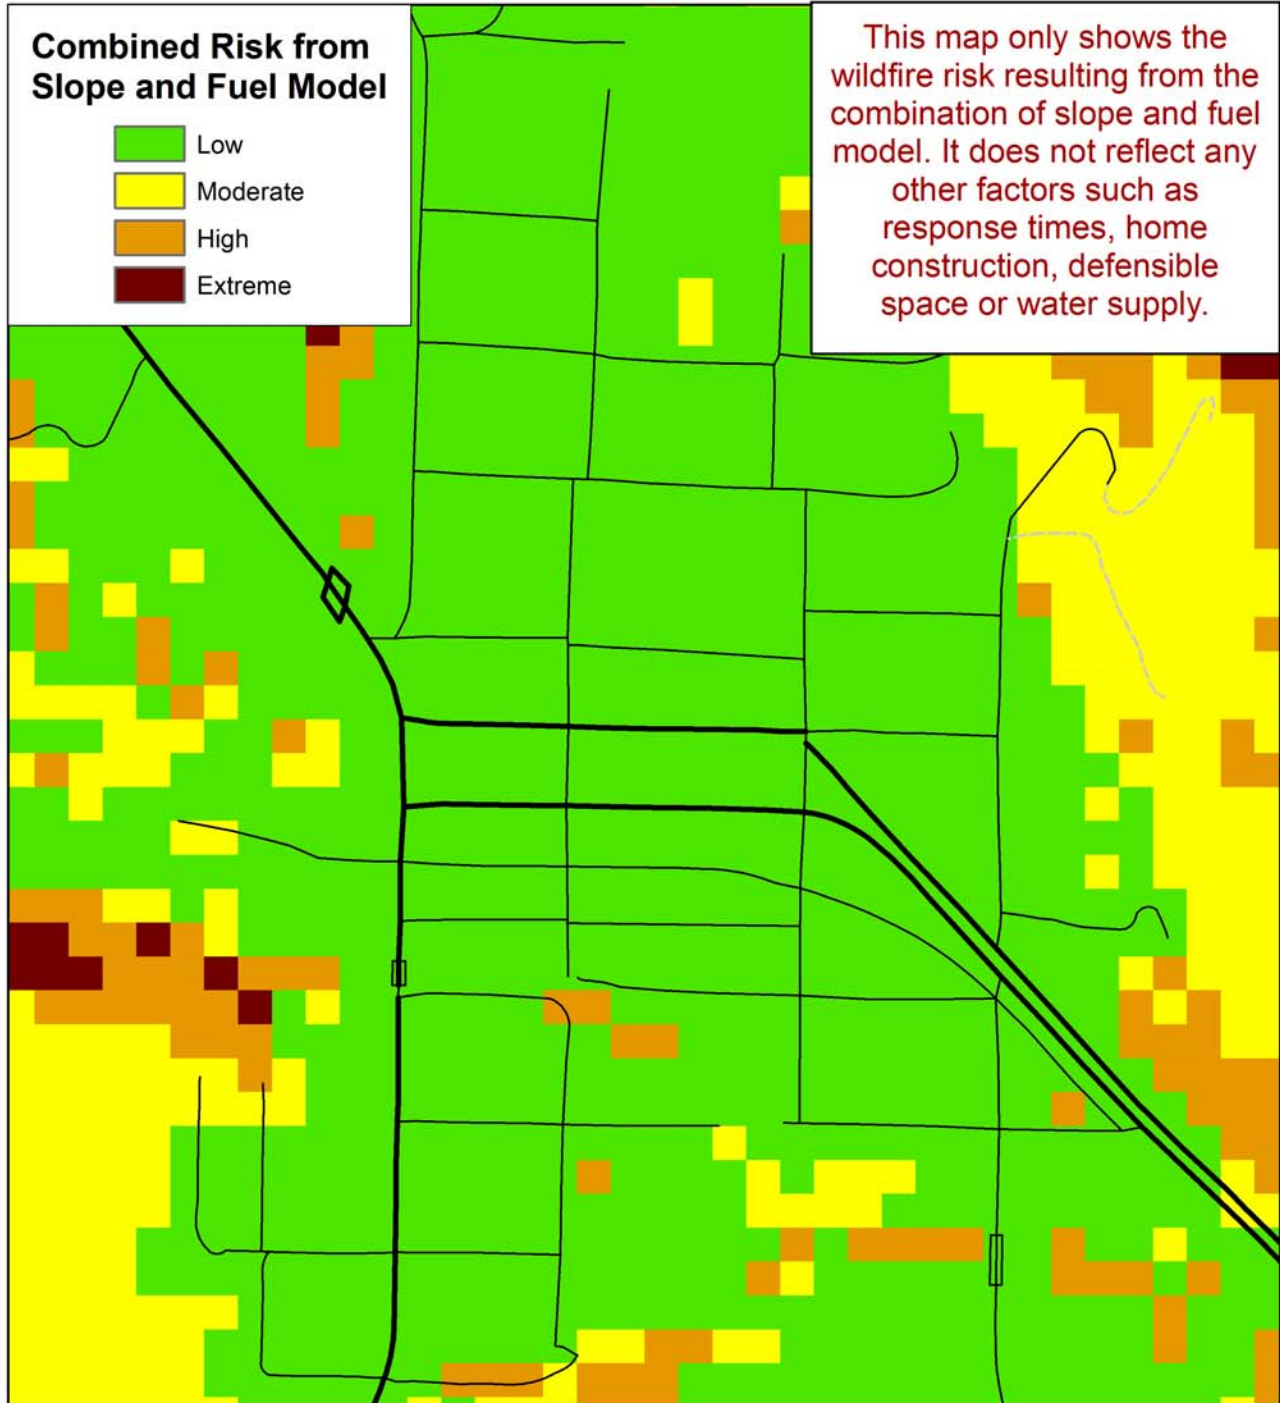 Combined Risk from
Slope and Fuel Model
Low
Moderate
High
Extreme
This map only shows the
wildfire risk resulting from the
combination of slope and fuel
model. It does not reflect any
other factors such as
response times, home
construction, defensible
space or water supply.